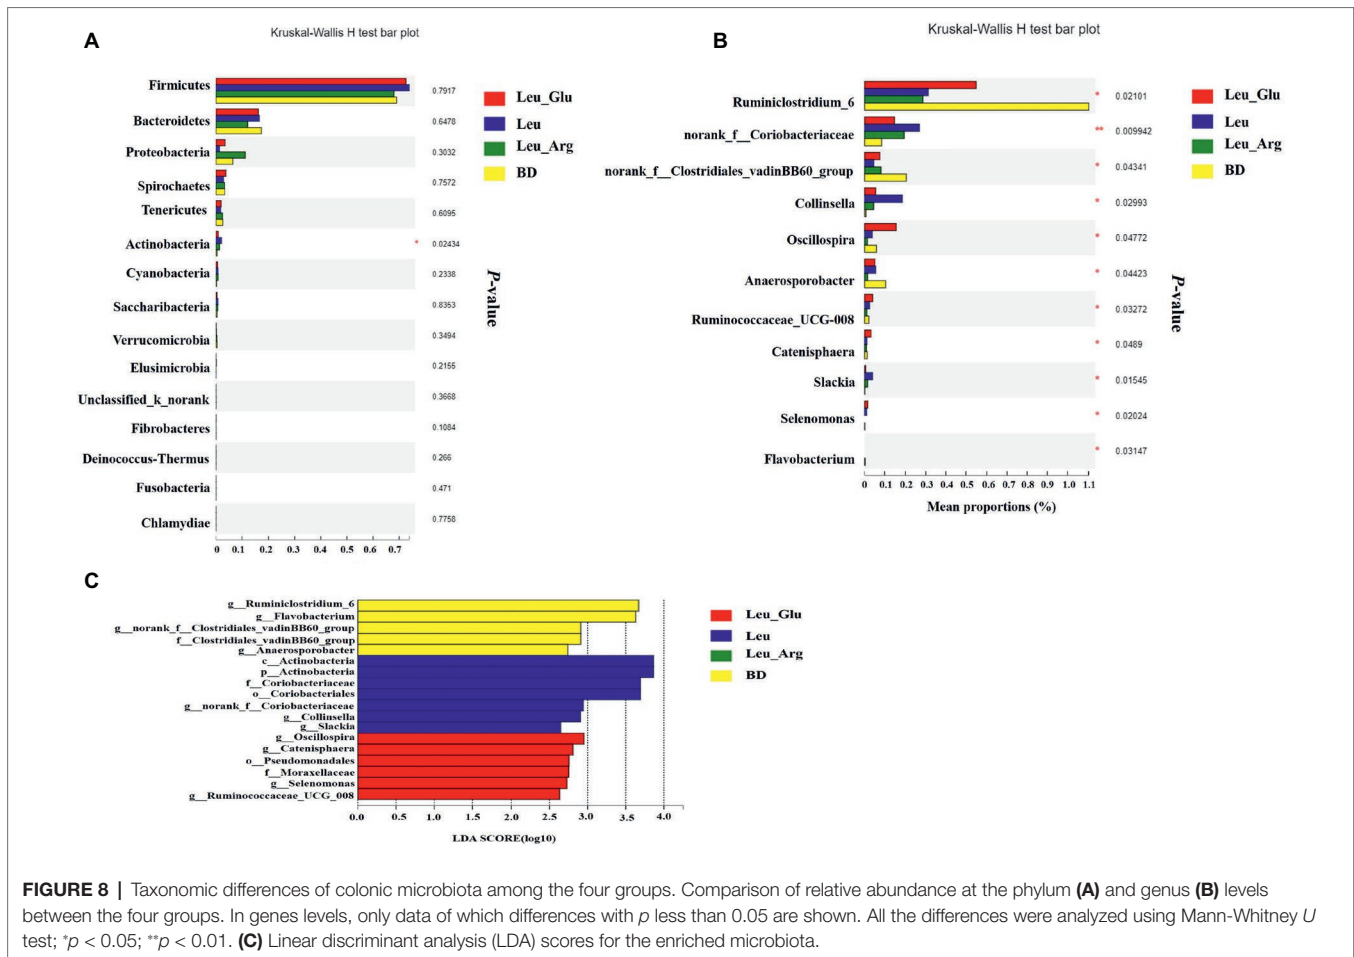 A
Kruskal-Wallis H test bar plot
Firmicutes
Bacteroidetes
Proteobacteria
Spirochaetes
Tenericutes
Actinobacteria
Cyanobacteria
Saccharibacteria
Verrucomicrobia
Elusimicrobia
Unclassified_k_norank
Fibrobacteres
Deinococcus-Thermus
Fusobacteria
Chlamydiae
0.7917
0.6478
0.3032
0.7572
0.6095
* 0.02434
0.2338
0.8353
0.3494
0.2155
0.3668
0.1084
0.266
0.471
0.7758
0 0.1 0.2 0.3 0.4 0.5 0.6 0.7
Leu_Glu
Leu
Leu_Arg
BD
P-value
B
Kruskal-Wallis H test bar plot
Ruminiclostridium_6
norank_f__Coriobacteriaceae
norank_f__Clostridiales_vadinBB60_group
Collinsella
Oscillospira
Anaerosporobacter
Ruminococcaceae_UCG-008
Catenisphaera
Slackia
Selenomonas
Flavobacterium
* 0.02101
** 0.009942
* 0.04341
* 0.02993
* 0.04772
* 0.04423
* 0.03272
* 0.0489
* 0.01545
* 0.02024
* 0.03147
0 0.1 0.2 0.3 0.4 0.5 0.6 0.7 0.8 0.9 1.0 1.1
Mean proportions (%)
Leu_Glu
Leu
Leu_Arg
BD
P-value
C
g__Ruminiclostridium_6
g__Flavobacterium
g__norank_f__Clostridiales_vadinBB60_group
f__Clostridiales_vadinBB60_group
g__Anaerosporobacter
c__Actinobacteria
p__Actinobacteria
f__Coriobacteriaceae
o__Coriobacteriales
g__norank_f__Coriobacteriaceae
g__Collinsella
g__Slackia
g__Oscillospira
g__Catenisphaera
o__Pseudomonadales
f__Moraxellaceae
g__Selenomonas
g__Ruminococcaceae_UCG_008
0.0 0.5 1.0 1.5 2.0 2.5 3.0 3.5 4.0
LDA SCORE(log10)
Leu_Glu
Leu
Leu_Arg
BD
FIGURE 8 | Taxonomic differences of colonic microbiota among the four groups. Comparison of relative abundance at the phylum (A) and genus (B) levels
between the four groups. In genes levels, only data of which differences with p less than 0.05 are shown. All the differences were analyzed using Mann-Whitney U
test; *p < 0.05; **p < 0.01. (C) Linear discriminant analysis (LDA) scores for the enriched microbiota.